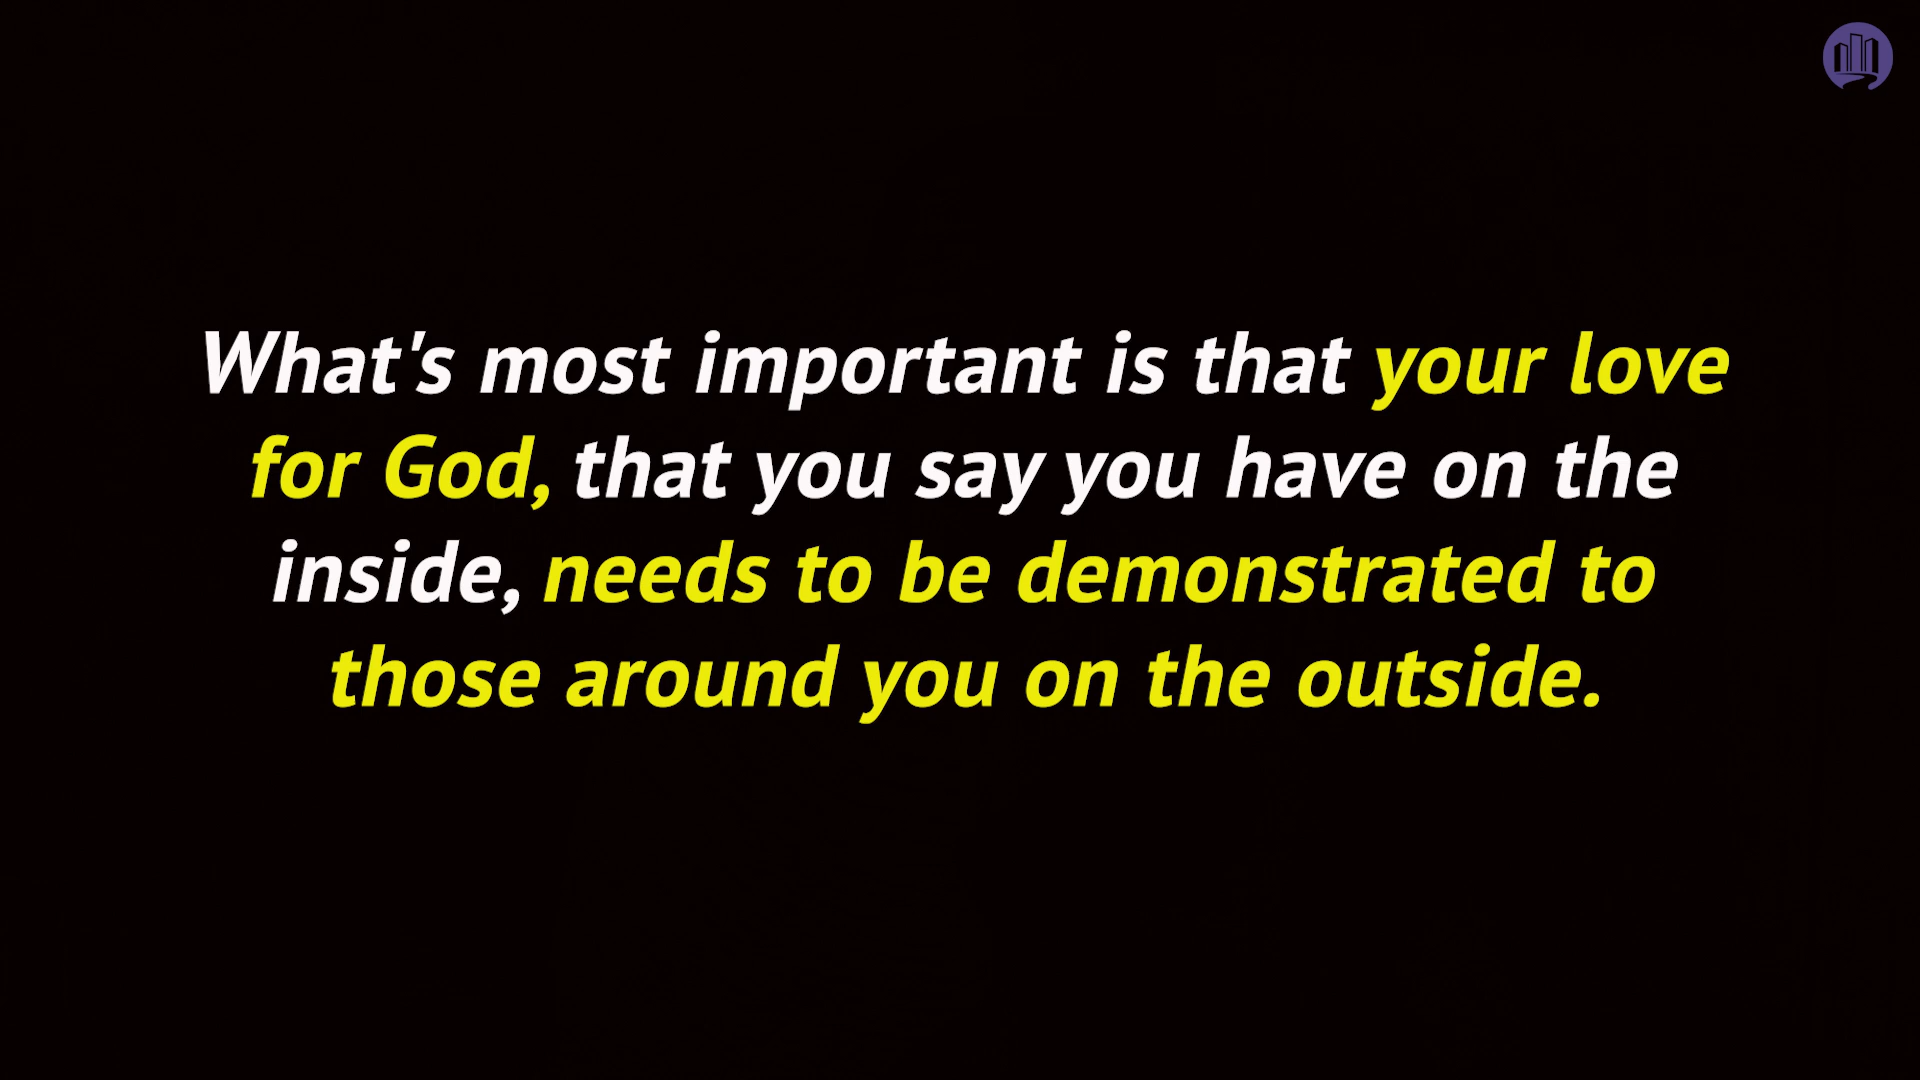 What's most important is that your love
for God, that you say you have on the
inside, needs to be demonstrated to
those around you on the outside.